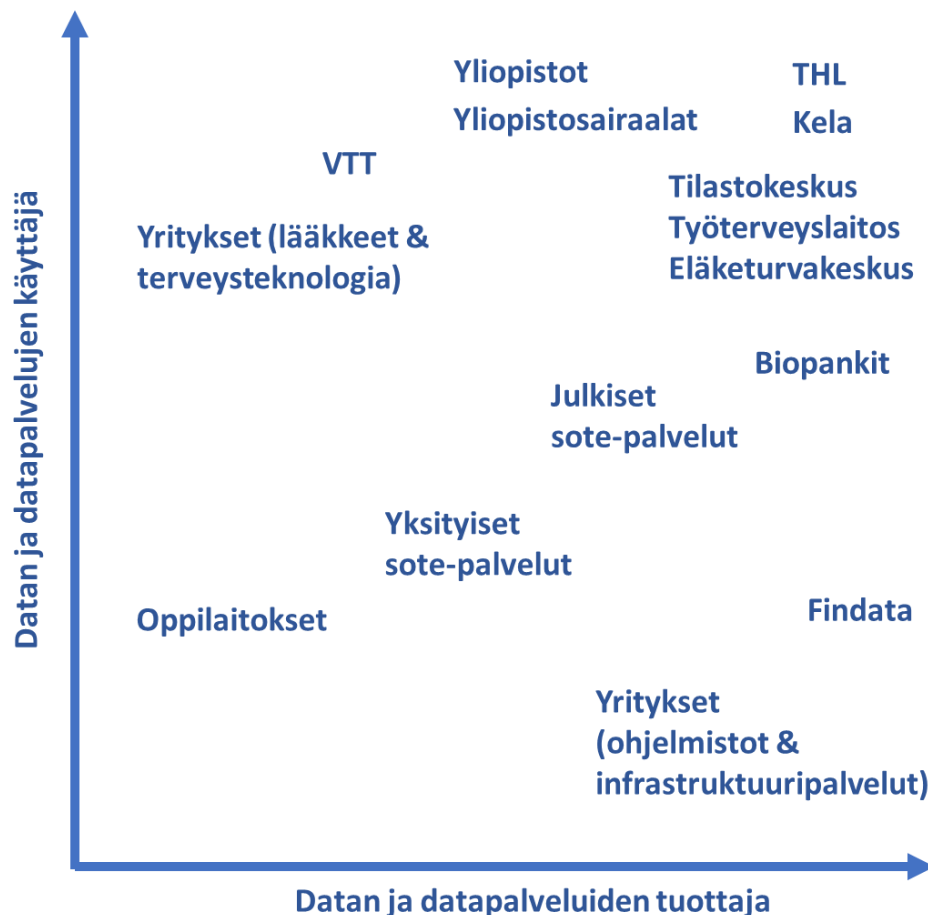 Yliopistot
THL
Yliopistosairaalat
Kela
VTT
Tilastokeskus
Työterveyslaitos
Eläketurvakeskus
Yritykset (lääkkeet &
terveysteknologia)
Biopankit
Julkiset
sote-palvelut
Yksityiset
sote-palvelut
Oppilaitokset
Findata
Yritykset
(ohjelmistot &
infrastruktuuripalvelut)
Datan ja datapalvelujen käyttäjä
Datan ja datapalveluiden tuottaja